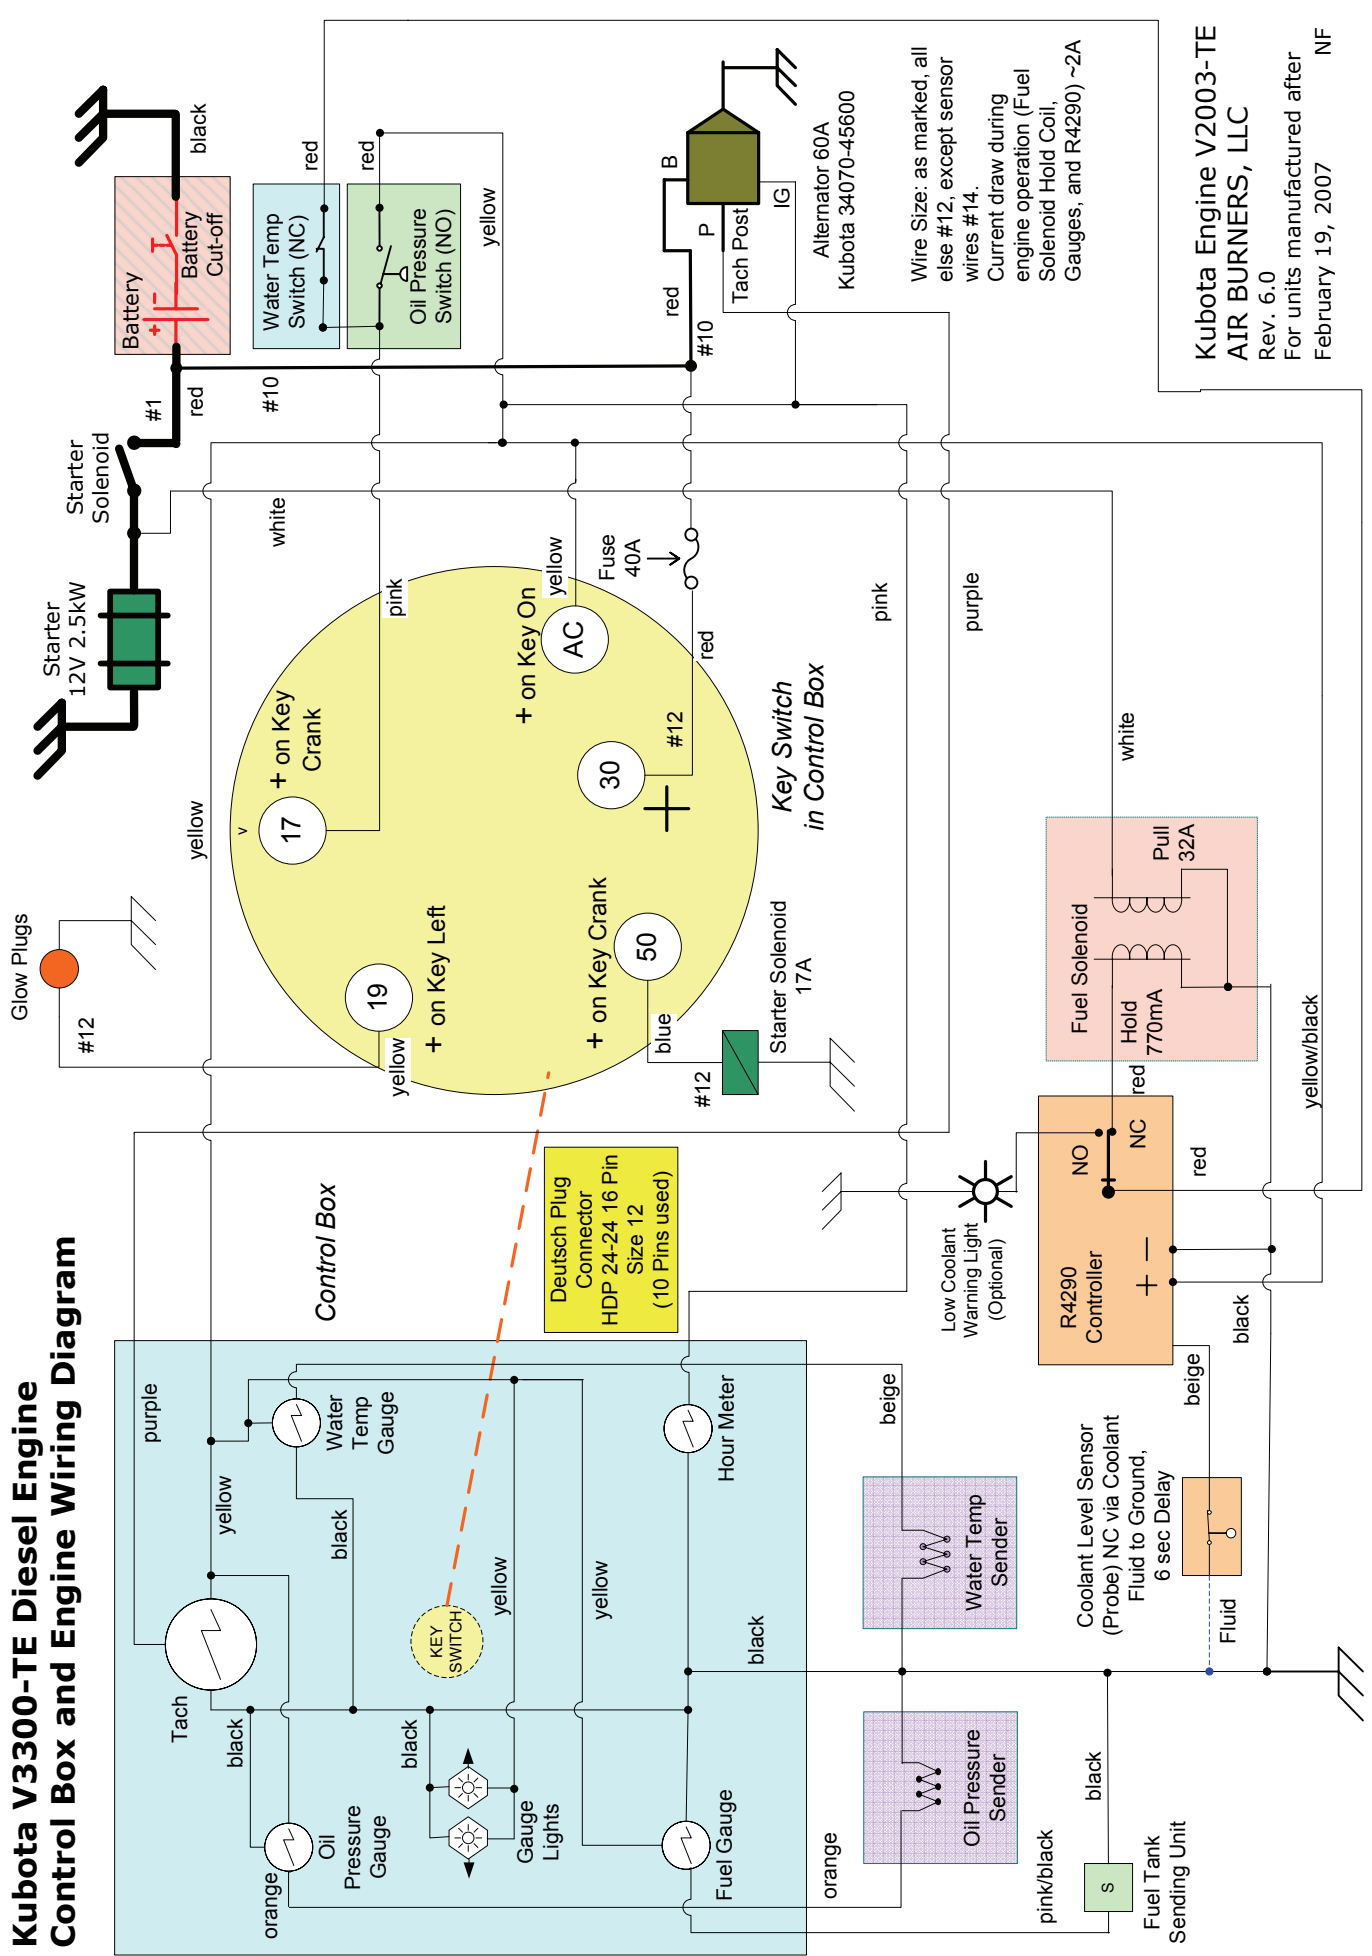 Kubota V3300-TE Diesel Engine
Control Box and Engine Wiring Diagram
Glow Plugs
#12
Starter
12V 2.5kW
Starter
Solenoid
#1
red
#10
Battery
Battery
Cut-off
black
Water Temp
Switch (NC)
red
Oil Pressure
Switch (NO)
red
yellow
white
yellow
pink
v
17
+ on Key
Crank
19
+ on Key Left
yellow
+ on Key Crank
50
blue
#12
Starter Solenoid
17A
30
+
#12
red
+ on Key On
AC
yellow
Fuse
40A
Key Switch
in Control Box
red
#10
B
P
Tach Post
IG
Alternator 60A
Kubota 34070-45600
Wire Size: as marked, all
else #12, except sensor
wires #14.
Current draw during
engine operation (Fuel
Solenoid Hold Coil,
Gauges, and R4290) ~2A
Kubota Engine V2003-TE
AIR BURNERS, LLC
Rev. 6.0
For units manufactured after
February 19, 2007
NF
pink
purple
white
Control Box
Deutsch Plug
Connector
HDP 24-24 16 Pin
Size 12
(10 Pins used)
purple
Tach
yellow
Water
Temp
Gauge
black
black
Oil
Pressure
Gauge
orange
KEY
SWITCH
black
yellow
Gauge
Lights
yellow
Hour Meter
Fuel Gauge
black
orange
beige
Oil Pressure
Sender
Water Temp
Sender
pink/black
black
S
Fuel Tank
Sending Unit
Coolant Level Sensor
(Probe) NC via Coolant
Fluid to Ground,
6 sec Delay
Fluid
beige
Low Coolant
Warning Light
(Optional)
R4290
Controller
+
−
NO
NC
red
red
black
Fuel Solenoid
Hold
770mA
Pull
32A
yellow/black